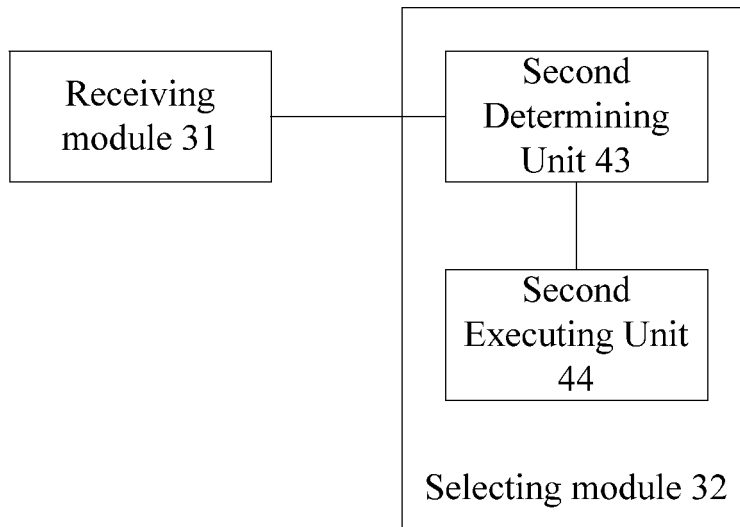 Receiving
module 31
Second
Determining
Unit 43
Second
Executing Unit
44
Selecting module 32